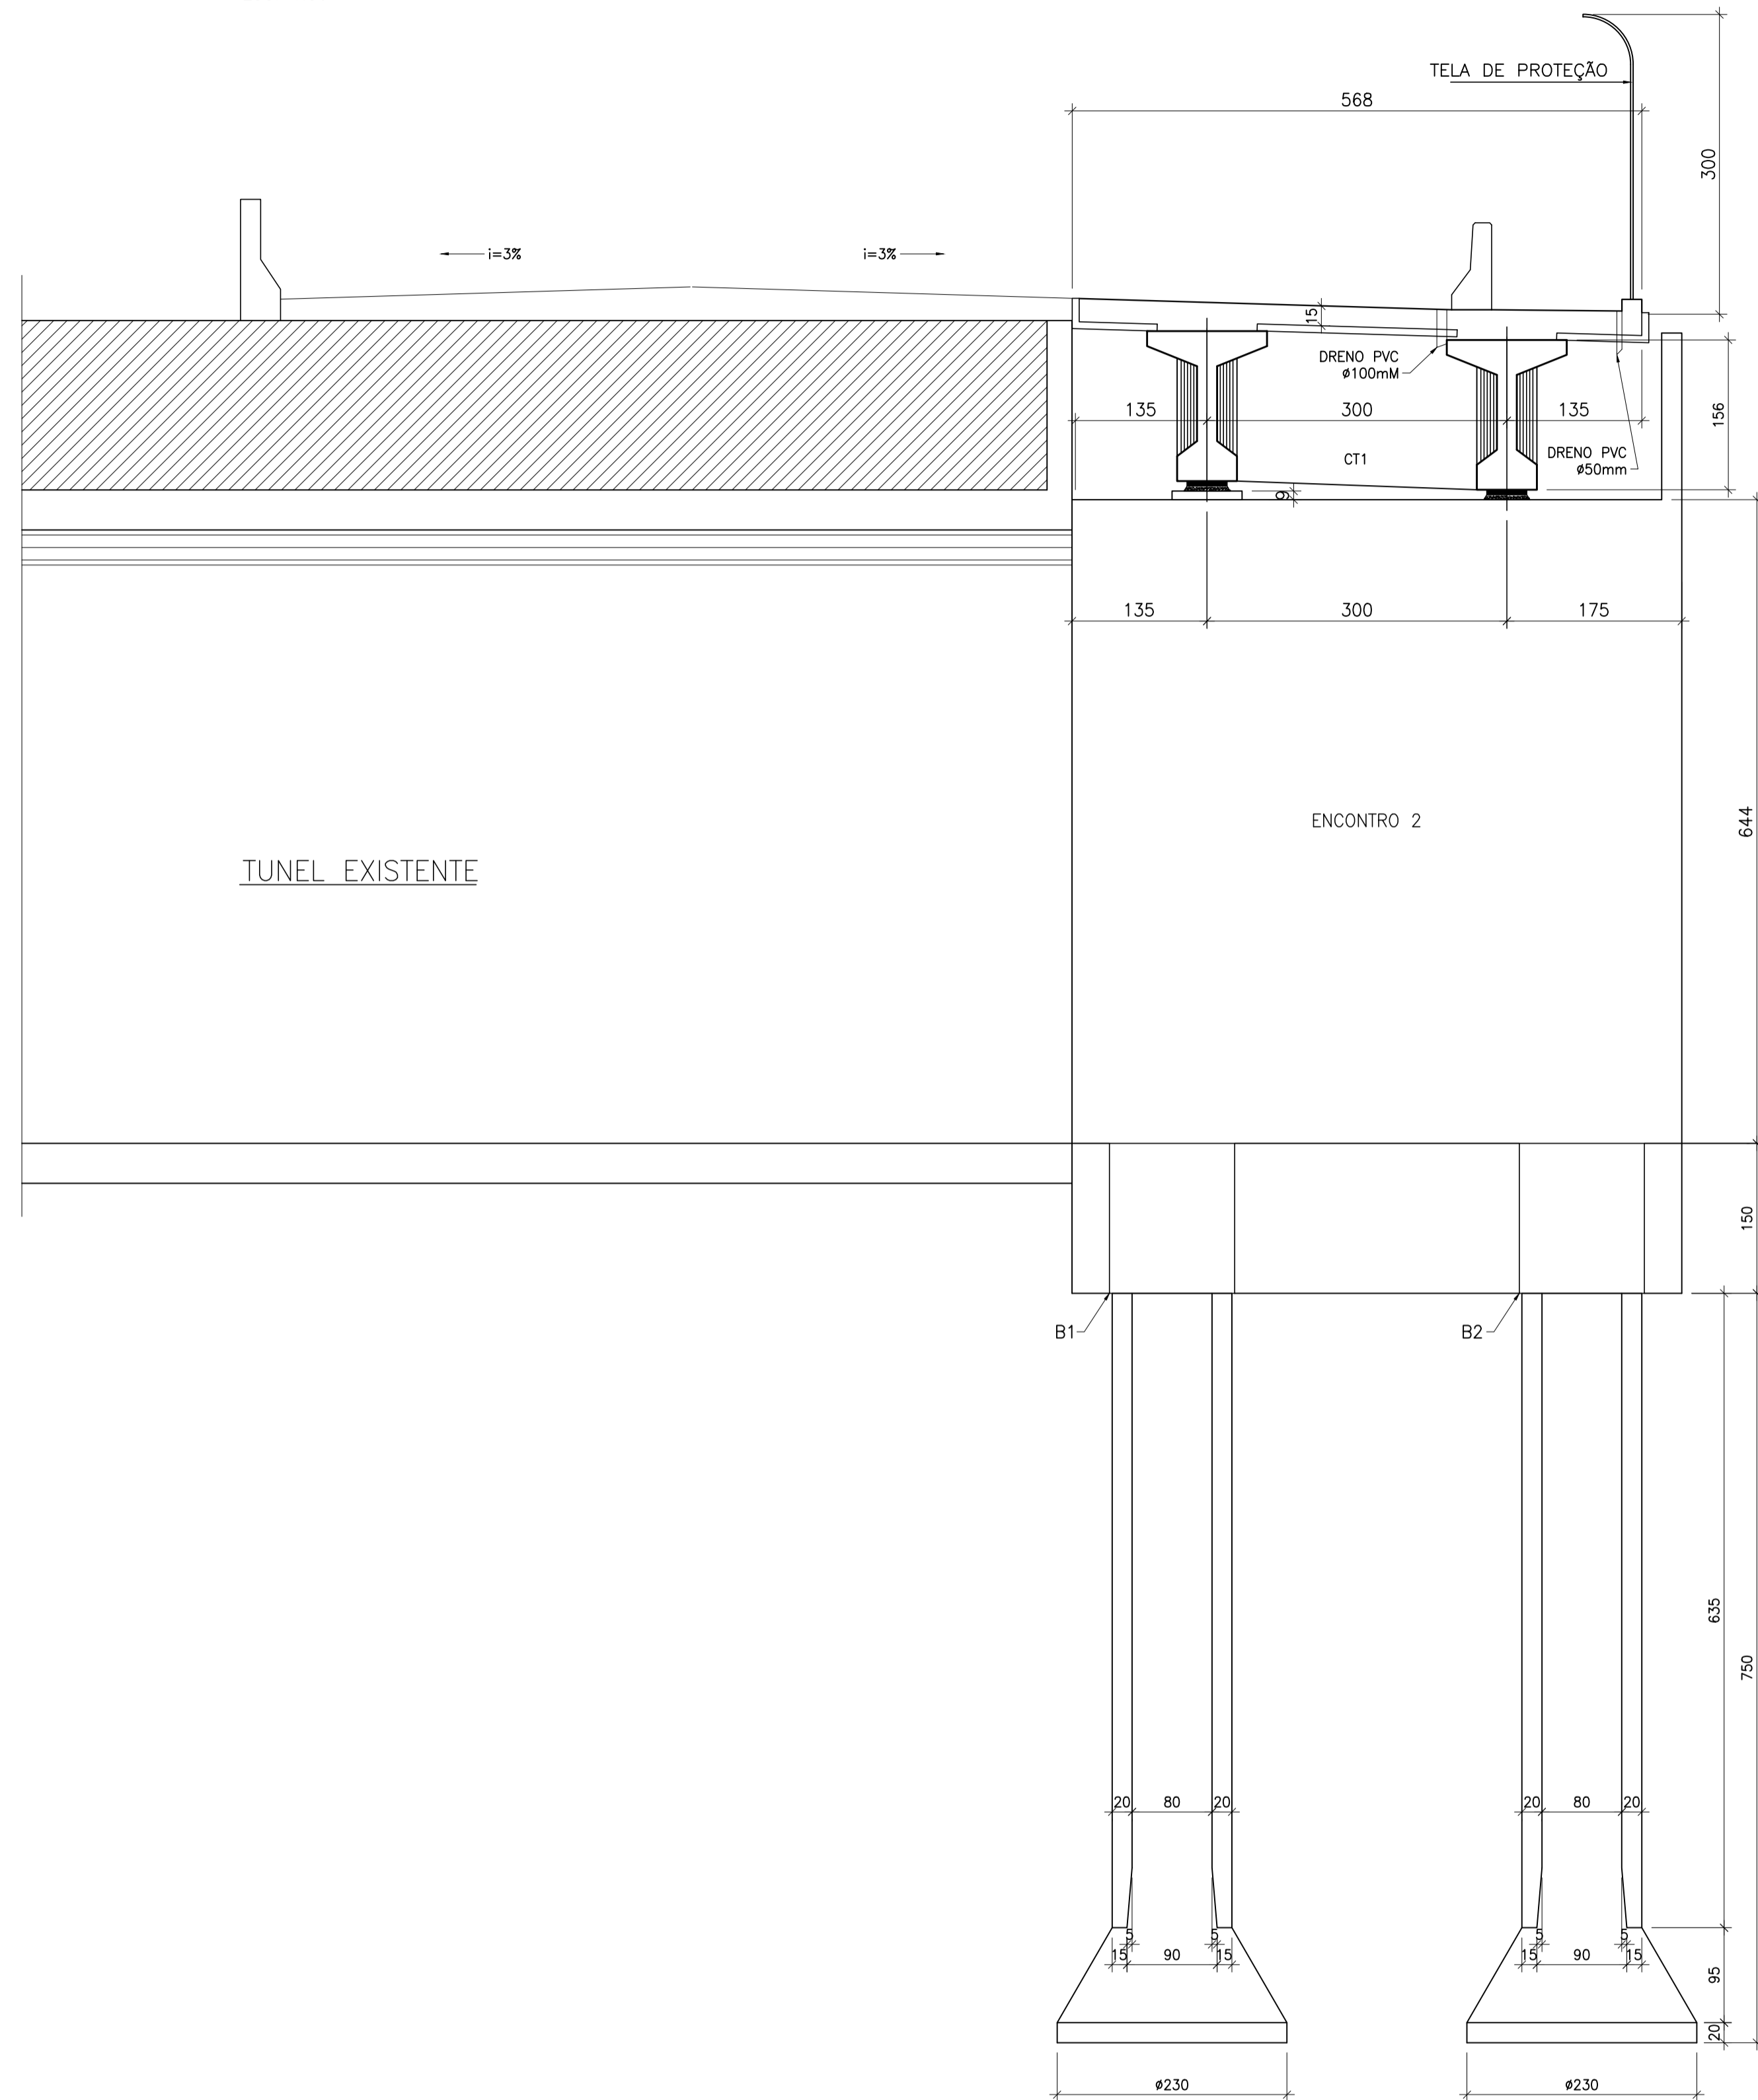 TELA DE PROTEÇÃO
568
300
i=3%
i=3%
15
DRENO PVC
ø100mM
135
300
135
156
CT1
DRENO PVC
ø50mm
9
135
300
175
ENCONTRO 2
644
TUNEL EXISTENTE
150
B1
B2
635
750
20
80
20
20
80
20
5
5
5
5
15
90
15
15
90
15
95
20
ø230
ø230